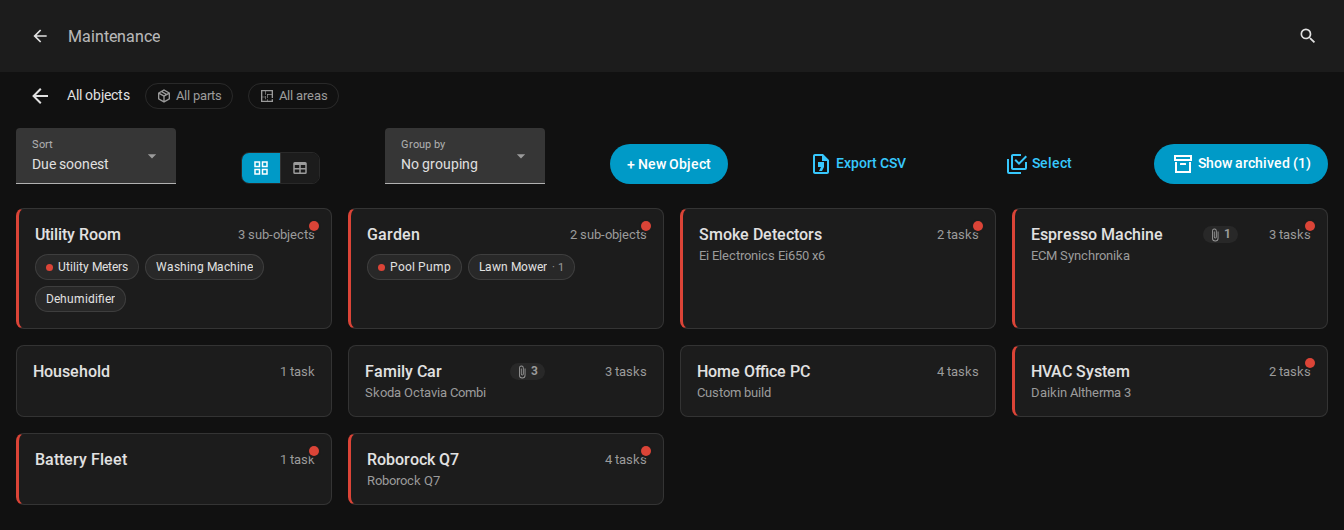 Maintenance
All objects All parts All areas
Sort
Due soonest
Group by
No grouping
+ New Object
Export CSV
Select
Show archived (1)
Utility Room 3 sub-objects
Utility Meters Washing Machine
Dehumidifier
Garden 2 sub-objects
Pool Pump Lawn Mower · 1
Smoke Detectors 2 tasks
Ei Electronics Ei650 x6
Espresso Machine 1 3 tasks
ECM Synchronika
Household 1 task
Family Car 3 3 tasks
Skoda Octavia Combi
Home Office PC 4 tasks
Custom build
HVAC System 2 tasks
Daikin Altherma 3
Battery Fleet 1 task
Roborock Q7 4 tasks
Roborock Q7